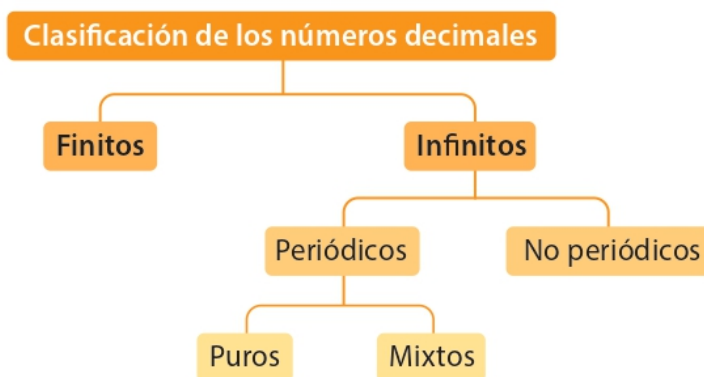 Clasificación de los números decimales
Finitos
Infinitos
Periódicos
No periódicos
Puros
Mixtos